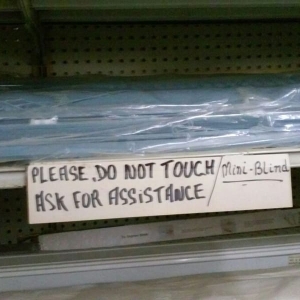 PLEASE DO NOT TOUCH / Mini-Blind
ASK FOR ASSISTANCE